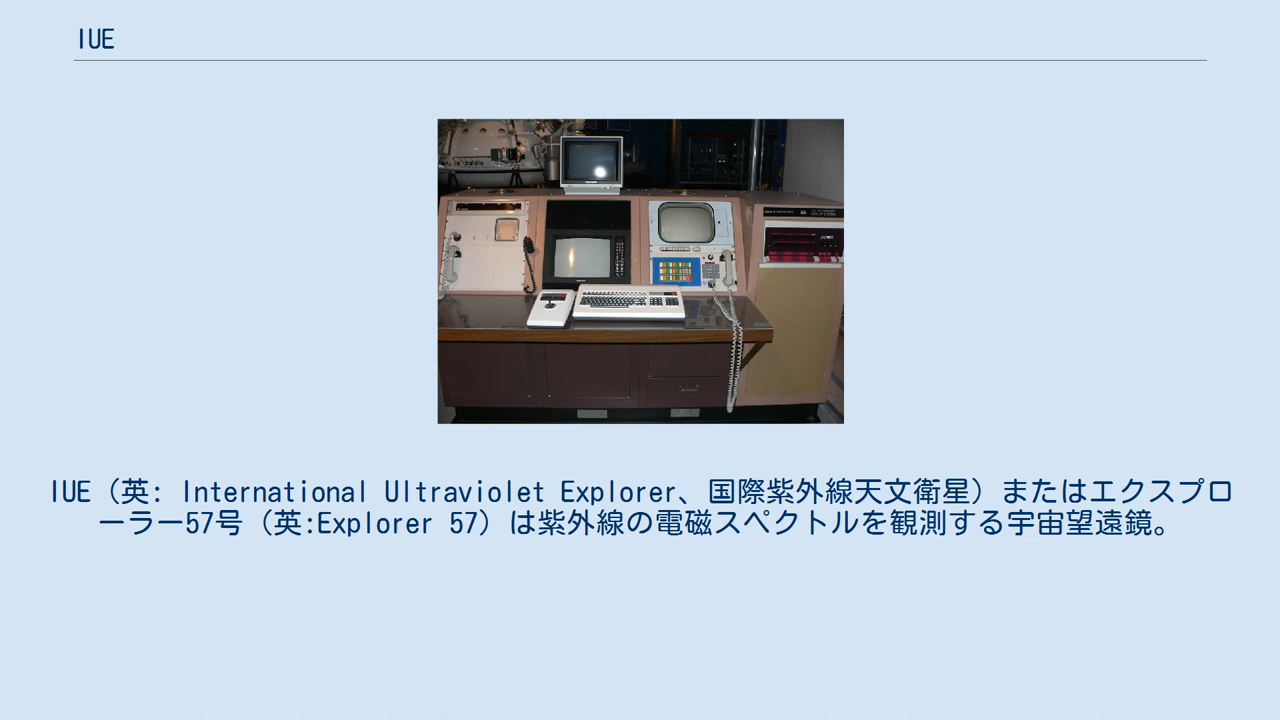 IUE
IUE（英: International Ultraviolet Explorer、国際紫外線天文衛星）またはエクスプロ
ーラー57号（英:Explorer 57）は紫外線の電磁スペクトルを観測する宇宙望遠鏡。